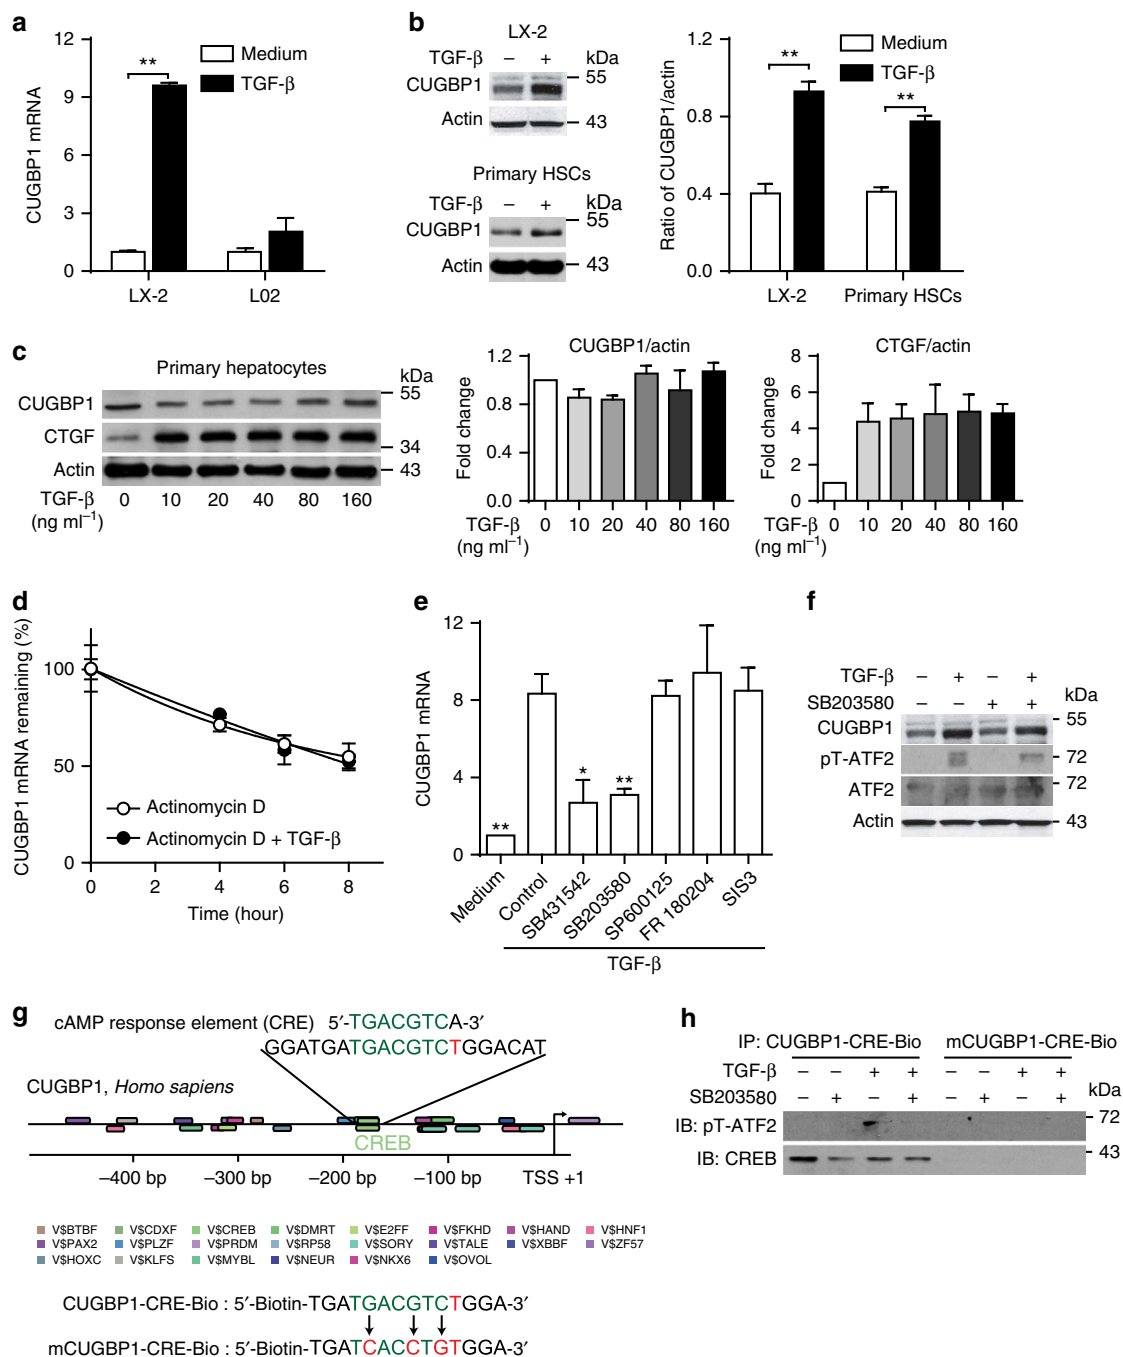 a
12
9
6
3
0
CUGBP1 mRNA
**
Medium
TGF-β
LX-2
L02
b
LX-2
TGF-β – + kDa
CUGBP1
55
Actin
43
Primary HSCs
TGF-β – + kDa
CUGBP1
55
Actin
43
1.2
0.8
0.4
0.0
Ratio of CUGBP1/actin
**
**
Medium
TGF-β
LX-2
Primary HSCs
c
Primary hepatocytes
kDa
CUGBP1
55
CTGF
34
Actin
43
TGF-β 0 10 20 40 80 160
(ng ml⁻¹)
CUGBP1/actin
1.2
0.8
0.4
0.0
Fold change
TGF-β 0 10 20 40 80 160
(ng ml⁻¹)
CTGF/actin
8
6
4
2
0
Fold change
TGF-β 0 10 20 40 80 160
(ng ml⁻¹)
d
CUGBP1 mRNA remaining (%)
100
50
0
Actinomycin D
Actinomycin D + TGF-β
0 2 4 6 8
Time (hour)
e
12
8
4
0
CUGBP1 mRNA
**
*
**
Medium
Control
SB431542
SB203580
SP600125
FR 180204
SIS3
TGF-β
f
TGF-β – + – +
SB203580 – – + +
kDa
CUGBP1
55
pT-ATF2
72
ATF2
72
Actin
43
g
cAMP response element (CRE) 5′-TGACGTCA-3′
GGATGATGACGTCTGGACAT
CUGBP1, Homo sapiens
CREB
–400 bp –300 bp –200 bp –100 bp TSS +1
V$BTBF V$CDXF V$CREB V$DMRT V$E2FF V$FKHD V$HAND V$HNF1
V$PAX2 V$PLZF V$PRDM V$RP58 V$SORY V$TALE V$XBBF V$ZF57
V$HOXC V$KLFS V$MYBL V$NEUR V$NKX6 V$OVOL
CUGBP1-CRE-Bio : 5′-Biotin-TGATGACGTCTGGA-3′
mCUGBP1-CRE-Bio : 5′-Biotin-TGATCACCTGTGGA-3′
h
IP: CUGBP1-CRE-Bio mCUGBP1-CRE-Bio
TGF-β – – + + – – + +
SB203580 – + – + – + – +
kDa
IB: pT-ATF2
72
IB: CREB
43